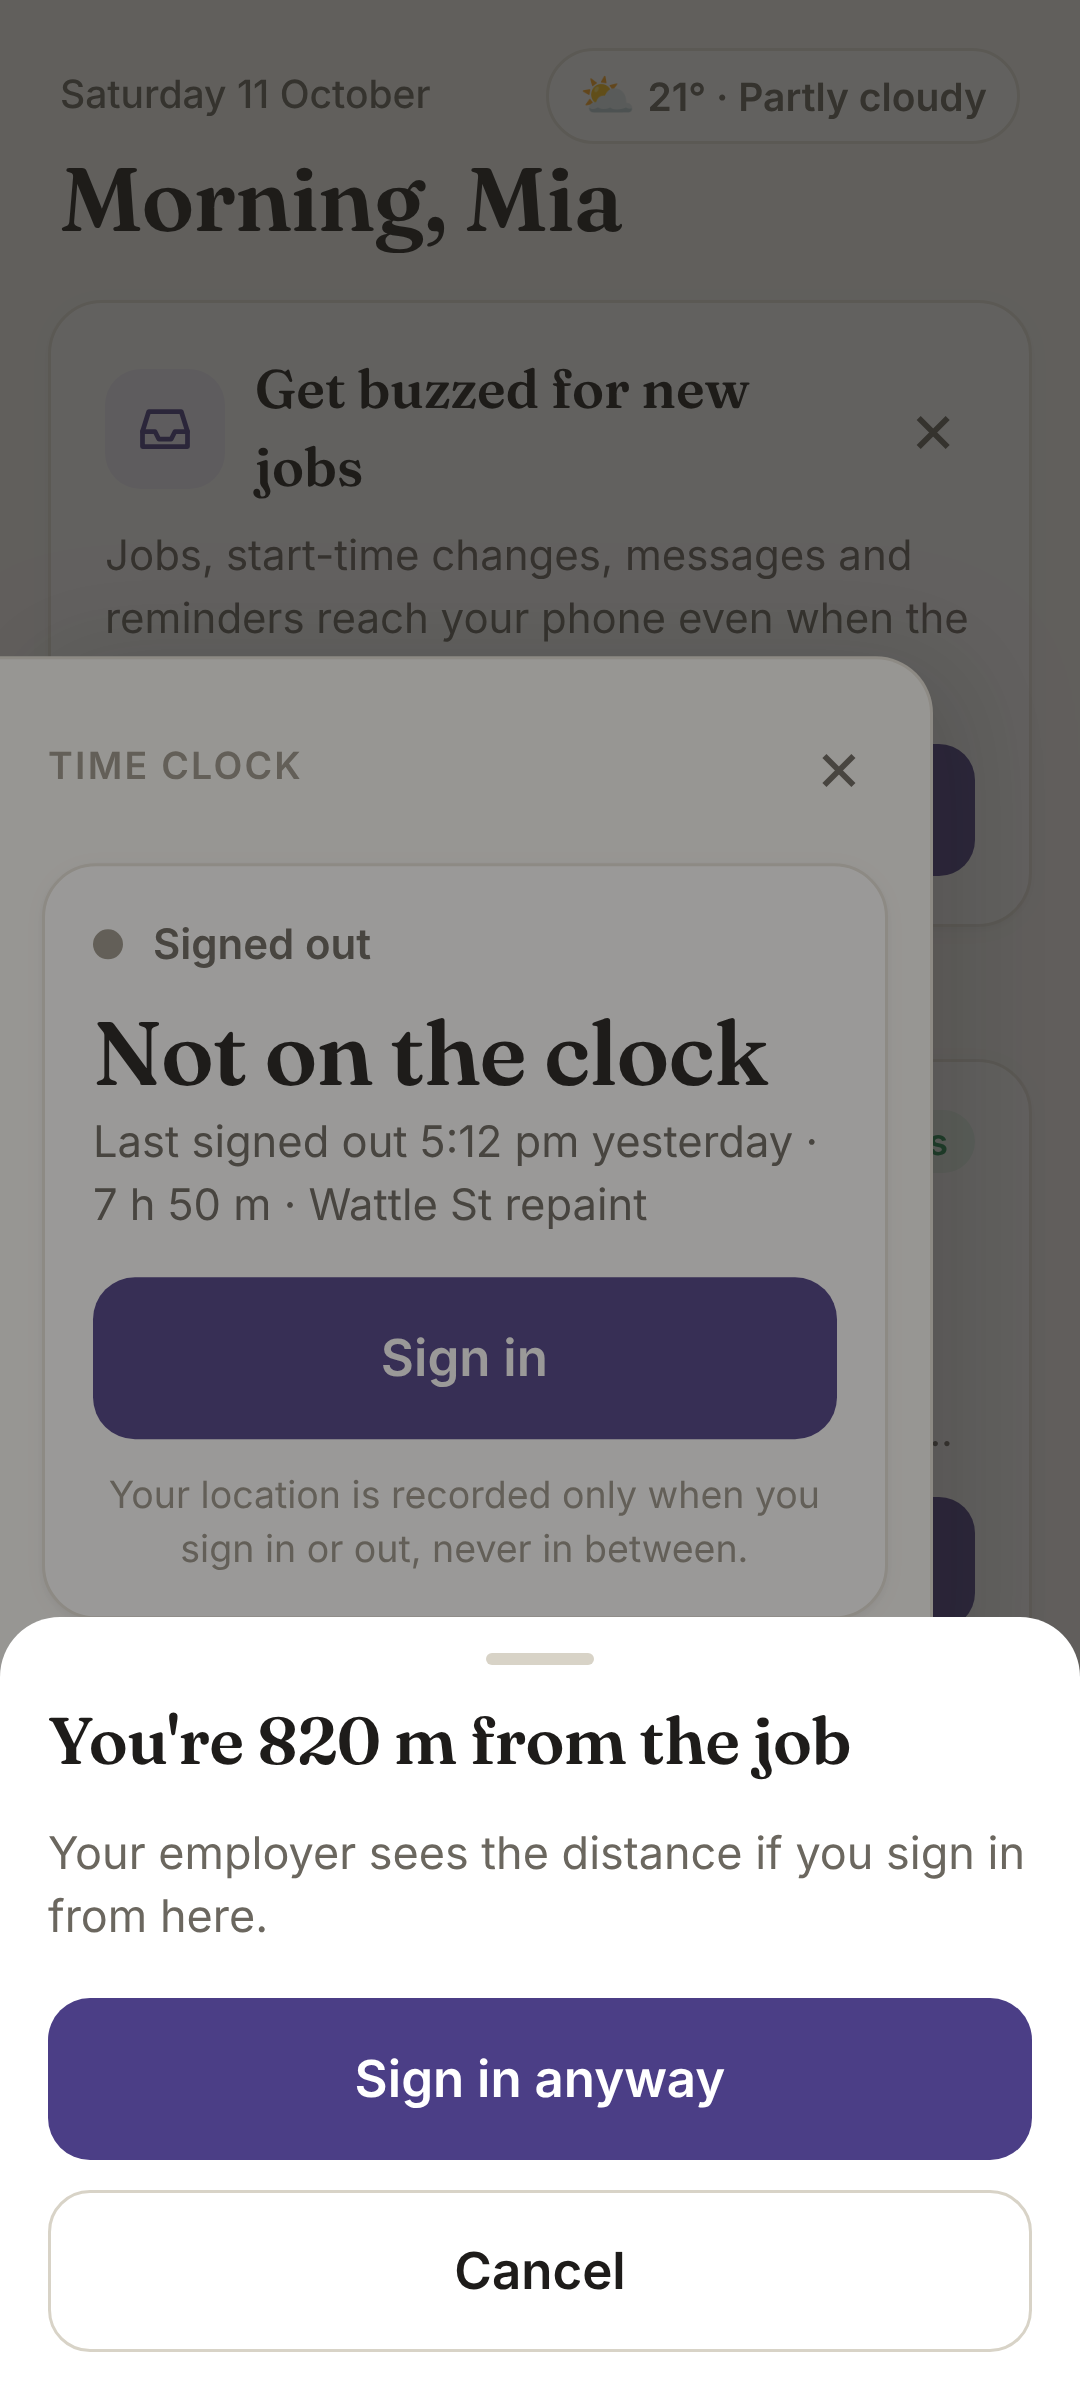 Saturday 11 October
⛅ 21° · Partly cloudy
Morning, Mia
Get buzzed for new
jobs
Jobs, start-time changes, messages and
reminders reach your phone even when the
TIME CLOCK
Signed out
Not on the clock
Last signed out 5:12 pm yesterday ·
7 h 50 m · Wattle St repaint
Sign in
Your location is recorded only when you
sign in or out, never in between.
You're 820 m from the job
Your employer sees the distance if you sign in
from here.
Sign in anyway
Cancel